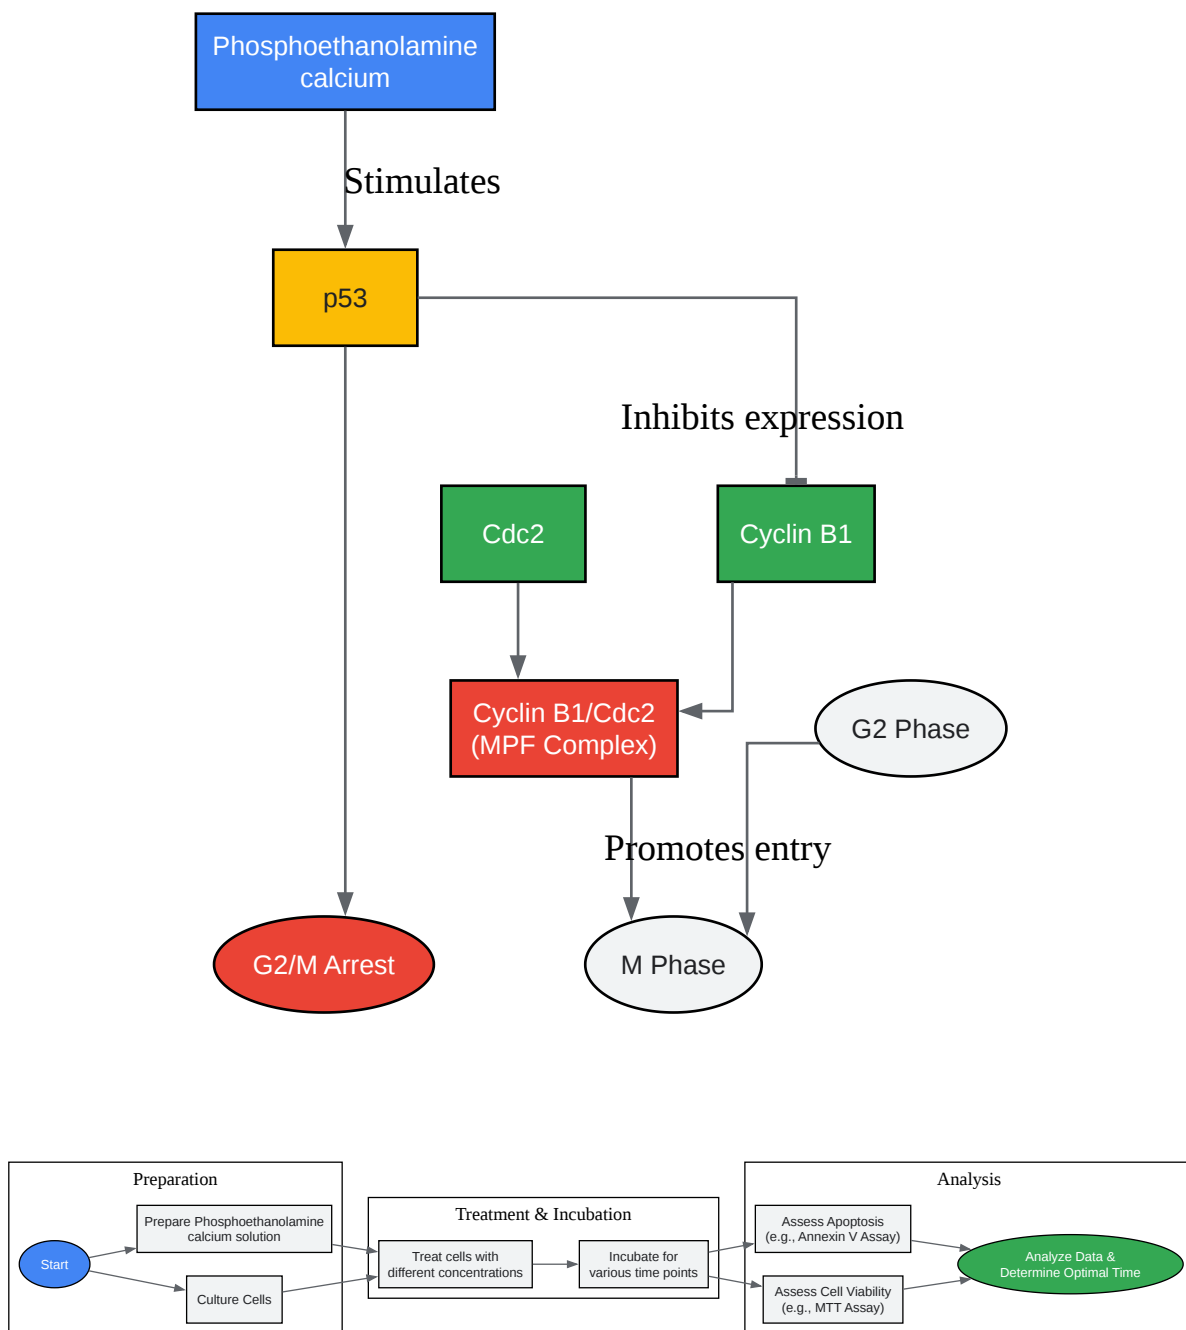 Phosphoethanolamine
calcium
Stimulates
p53
Inhibits expression
Cdc2
Cyclin B1
Cyclin B1/Cdc2
(MPF Complex)
G2 Phase
Promotes entry
G2/M Arrest
M Phase
Preparation
Start
Prepare Phosphoethanolamine
calcium solution
Culture Cells
Treatment & Incubation
Treat cells with
different concentrations
Incubate for
various time points
Analysis
Assess Apoptosis
(e.g., Annexin V Assay)
Assess Cell Viability
(e.g., MTT Assay)
Analyze Data &
Determine Optimal Time